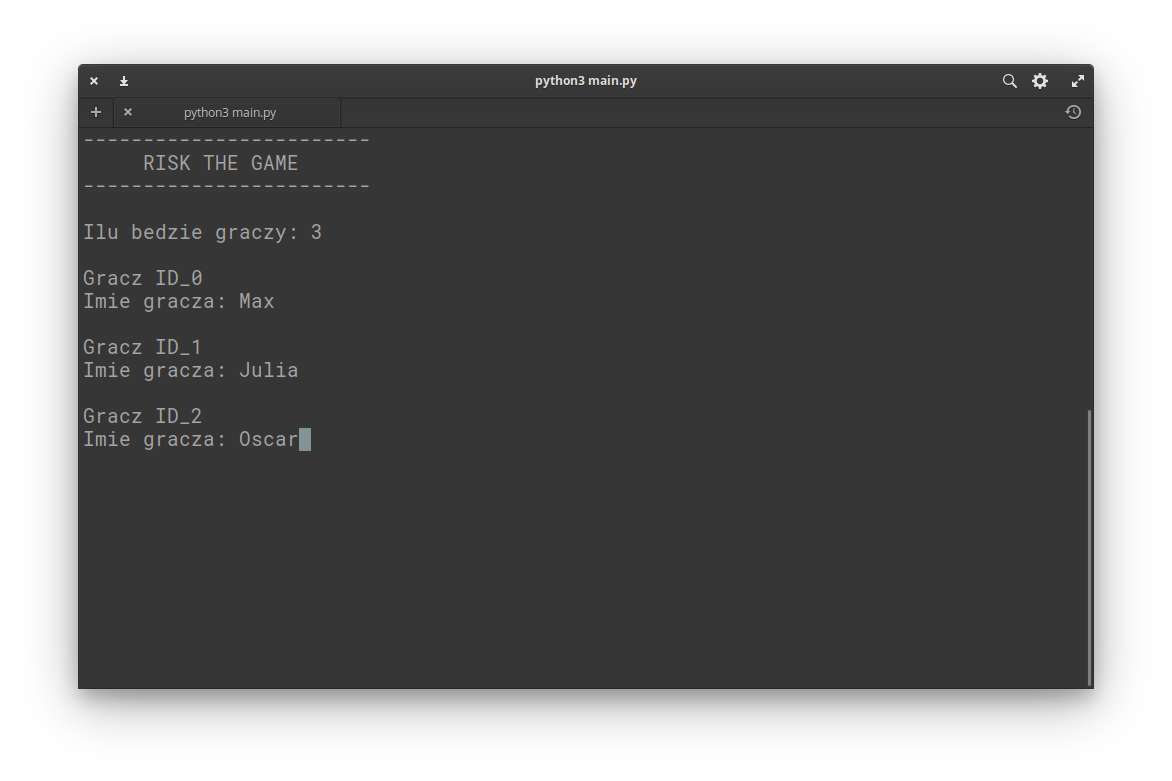 python3 main.py
python3 main.py
------------------------
RISK THE GAME
------------------------
Ilu bedzie graczy: 3
Gracz ID_0
Imie gracza: Max
Gracz ID_1
Imie gracza: Julia
Gracz ID_2
Imie gracza: Oscar